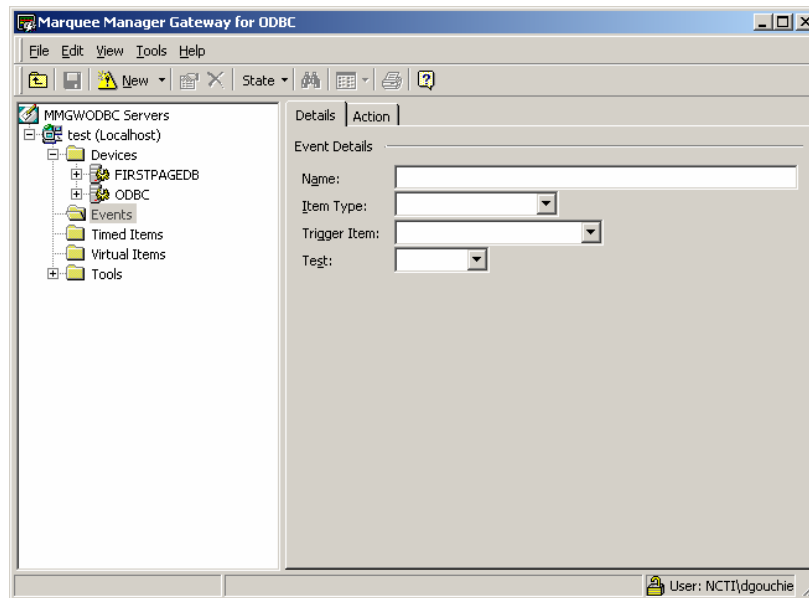 Marquee Manager Gateway for ODBC
File Edit View Tools Help
New State
MMGWODBC Servers
test (Localhost)
Devices
FIRSTPAGEDB
ODBC
Events
Timed Items
Virtual Items
Tools
Details Action
Event Details
Name:
Item Type:
Trigger Item:
Test:
User: NCTI\dgouchie